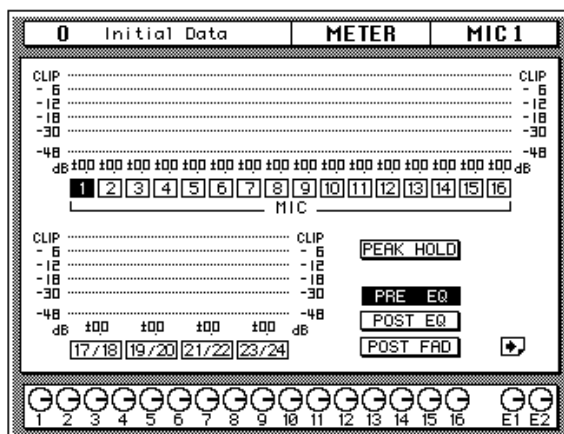 0 Initial Data METER MIC 1
CLIP CLIP
- 6 - 6
-12 -12
-18 -18
-30 -30
-48 -48
dB ±00 ±00 ±00 ±00 ±00 ±00 ±00 ±00 ±00 ±00 ±00 ±00 ±00 ±00 ±00 ±00 dB
1 2 3 4 5 6 7 8 9 10 11 12 13 14 15 16
MIC
CLIP CLIP
- 6 - 6
-12 -12
-18 -18
-30 -30
-48 -48
dB ±00 ±00 ±00 ±00 dB
17/18 19/20 21/22 23/24
PEAK HOLD
PRE EQ
POST EQ
POST FAD
1 2 3 4 5 6 7 8 9 10 11 12 13 14 15 16 E1 E2